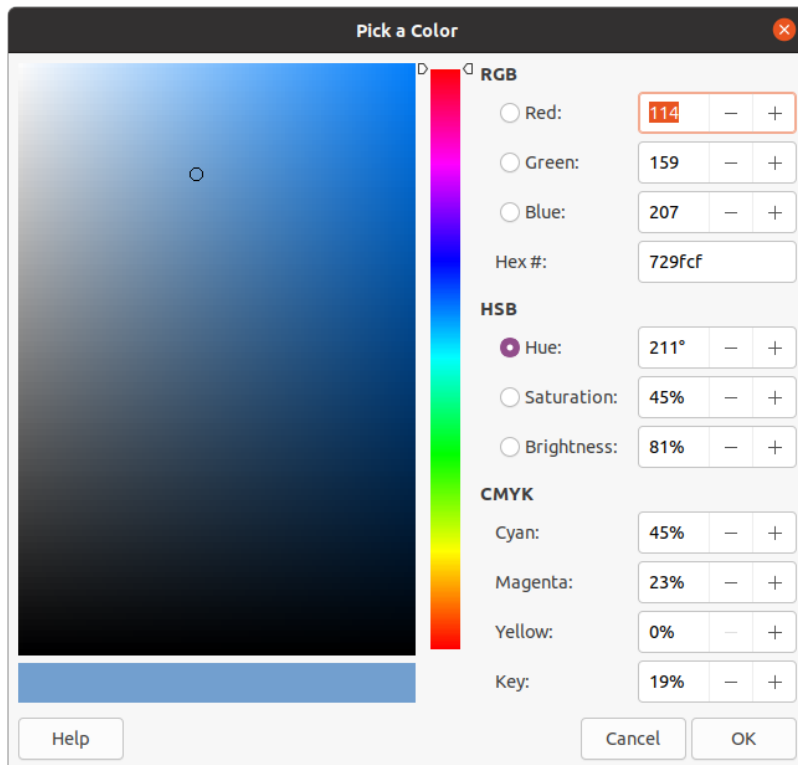 Pick a Color
RGB
Red: 114
Green: 159
Blue: 207
Hex #: 729fcf
HSB
Hue: 211°
Saturation: 45%
Brightness: 81%
CMYK
Cyan: 45%
Magenta: 23%
Yellow: 0%
Key: 19%
Help Cancel OK